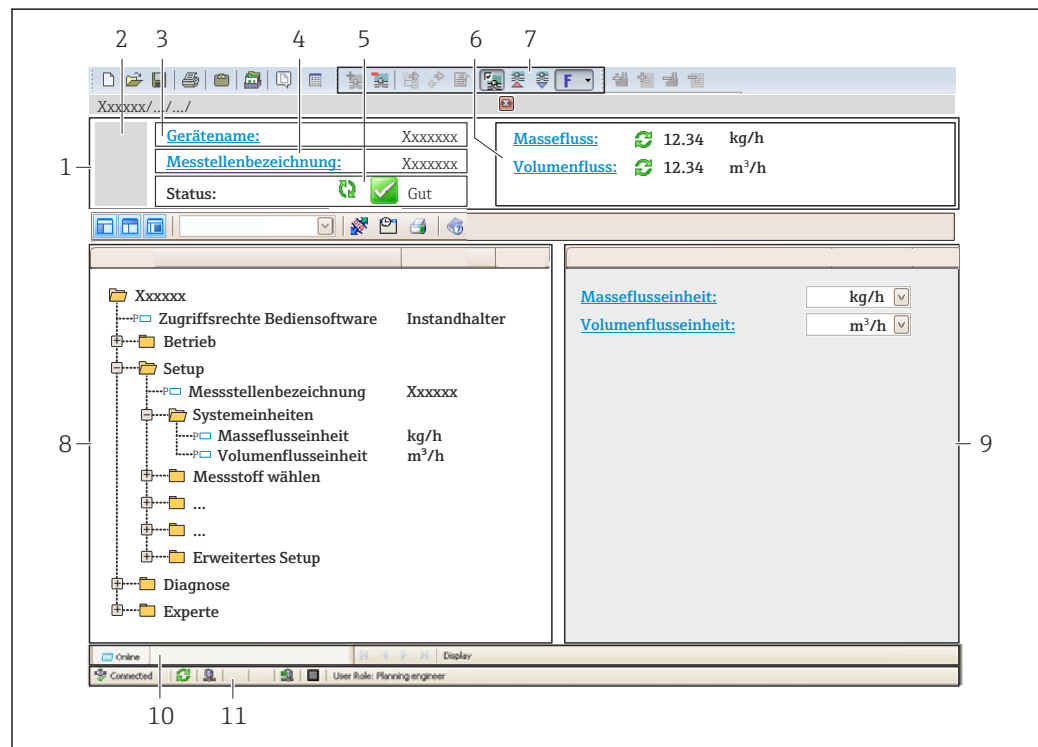 2 3 4 5 6 7
F
Xxxxxx/.../.../
1
Gerätename: Xxxxxxx
Messtellenbezeichnung: Xxxxxxx
Status: Gut
Massefluss: 12.34 kg/h
Volumenfluss: 12.34 m³/h
Xxxxxx
P Zugriffsrechte Bediensoftware Instandhalter
Betrieb
Setup
P Messstellenbezeichnung Xxxxxx
Systemeinheiten
P Masseflusseinheit kg/h
P Volumenflusseinheit m³/h
Messstoff wählen
...
...
Erweitertes Setup
Diagnose
Experte
8
Masseflusseinheit: kg/h
Volumenflusseinheit: m³/h
9
Online Display
Connected User Role: Planning engineer
10 11